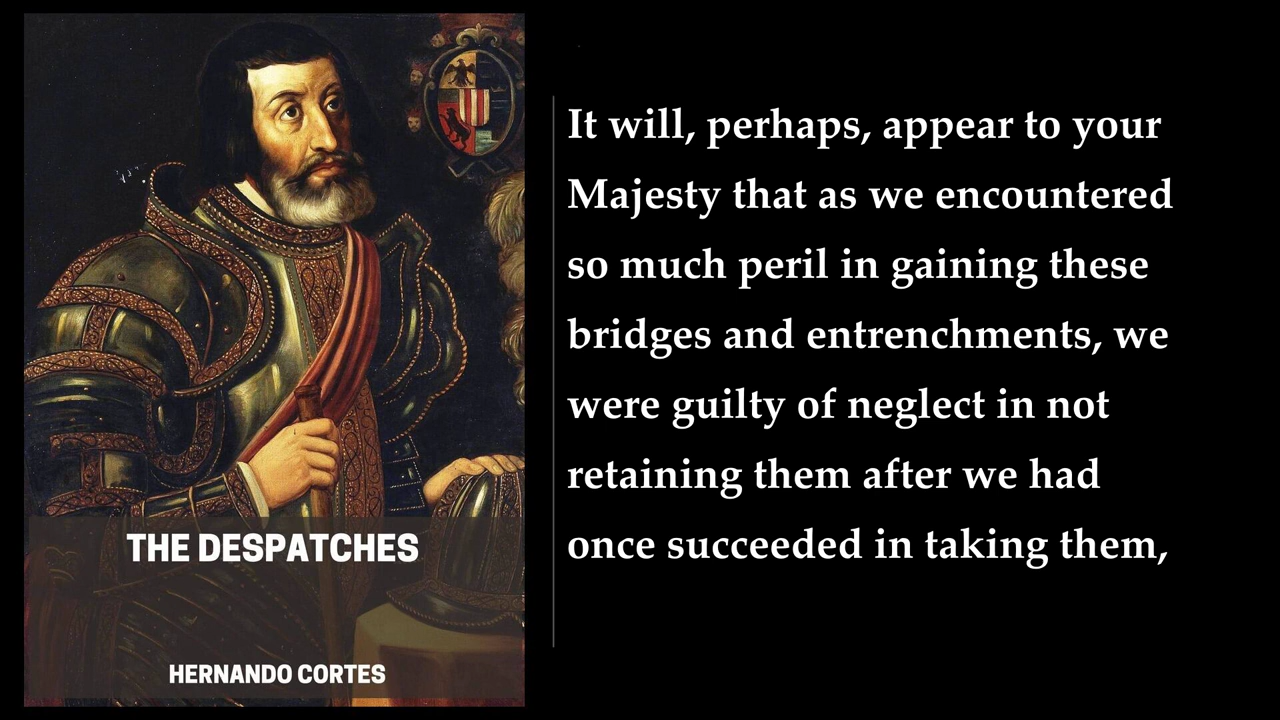 THE DESPATCHES
HERNANDO CORTES
It will, perhaps, appear to your
Majesty that as we encountered
so much peril in gaining these
bridges and entrenchments, we
were guilty of neglect in not
retaining them after we had
once succeeded in taking them,